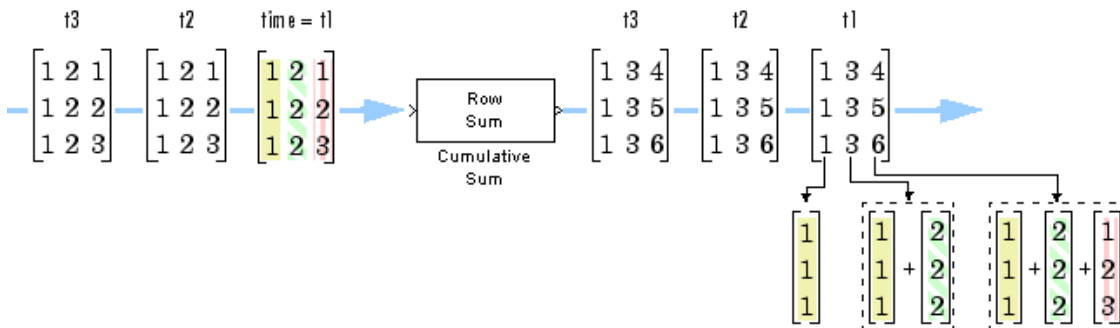 t3 t2 time = t1 t3 t2 t1
1 2 1 1 2 1 1 2 1 1 3 4 1 3 4 1 3 4
1 2 2 1 2 2 1 2 2 Row Sum 1 3 5 1 3 5 1 3 5
1 2 3 1 2 3 1 2 3 1 3 6 1 3 6 1 3 6
Cumulative
Sum
1 1 2 1 2 1
1 1 + 2 1 + 2 + 2
1 1 2 1 2 3